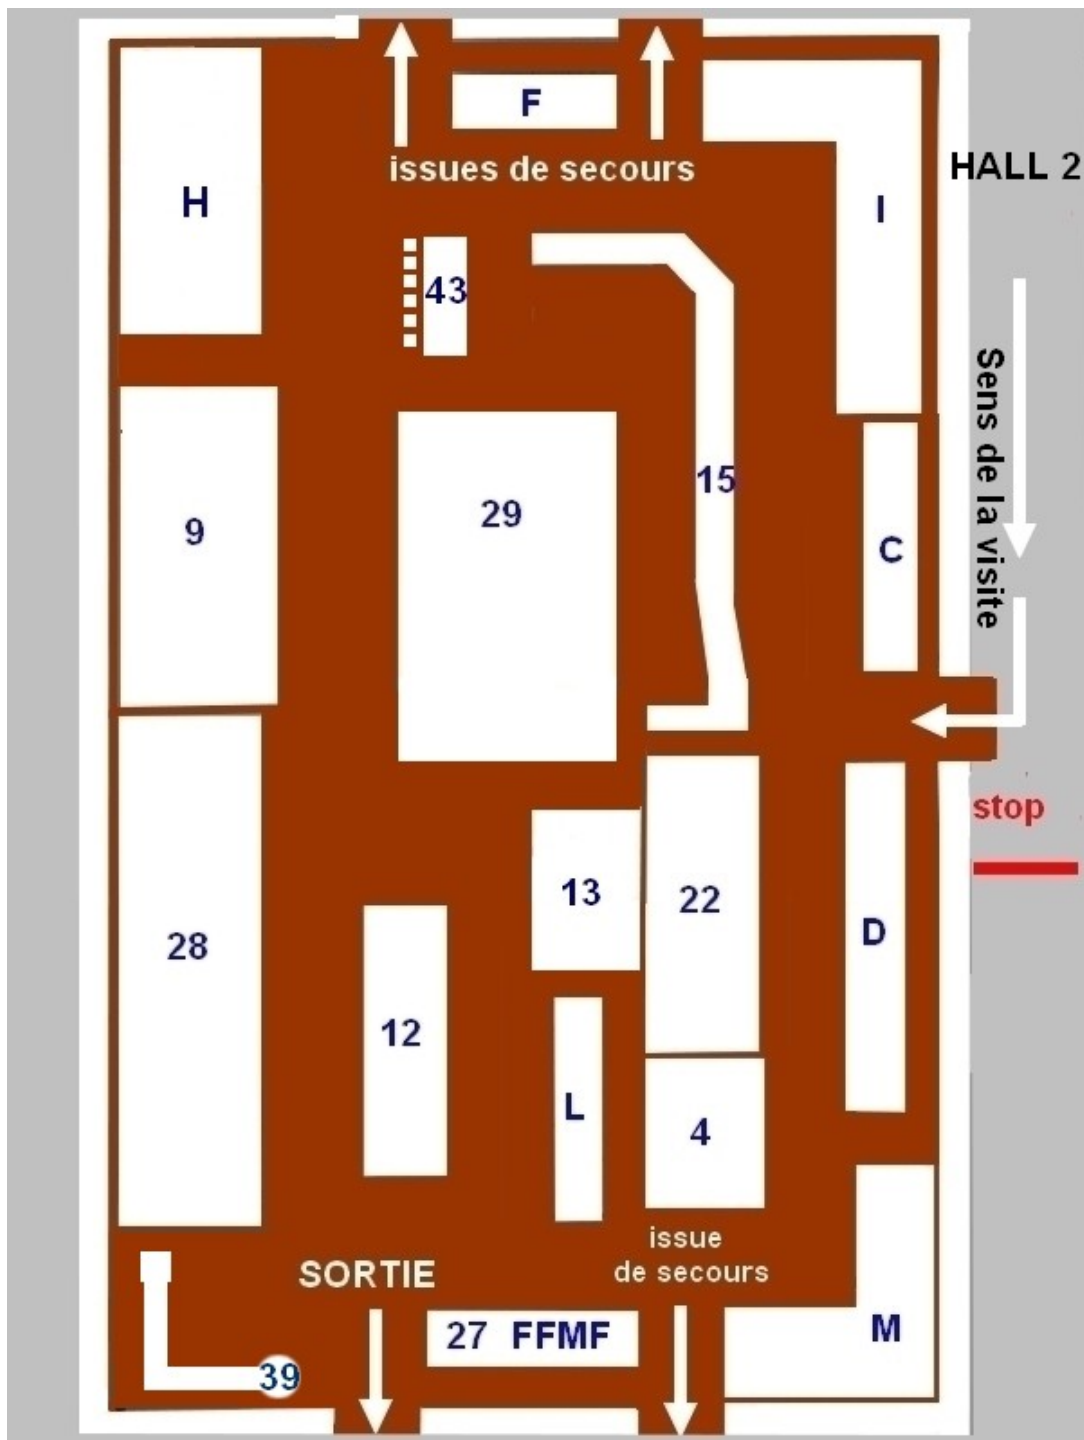 F
issues de secours
HALL 2
H
I
43
Sens de la visite
15
29
9
C
stop
13
22
D
28
12
L
4
issue
de secours
SORTIE
27 FFMF
M
39